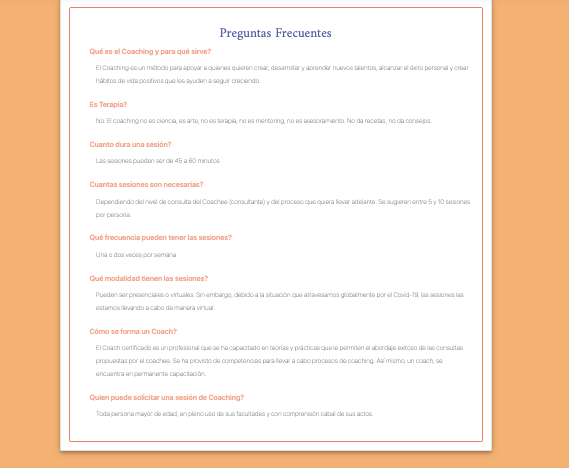 Preguntas Frecuentes
Qué es el Coaching y para qué sirve?
El Coaching es un método para apoyar a quienes quieren crear, desarrollar y aprender nuevos talentos, alcanzar el éxito personal y crear
hábitos de vida positivos que les ayuden a seguir creciendo.
Es Terapia?
No. El coaching no es ciencia, es arte, no es terapia, no es mentoring, no es asesoramiento. No da recetas, no da consejos.
Cuanto dura una sesión?
Las sesiones pueden ser de 45 a 60 minutos
Cuantas sesiones son necesarias?
Dependiendo del nivel de consulta del Coachee (consultante) y del proceso que quiera llevar adelante. Se sugieren entre 5 y 10 sesiones
por persona.
Qué frecuencia pueden tener las sesiones?
Una o dos veces por semana
Qué modalidad tienen las sesiones?
Pueden ser presenciales o virtuales. Sin embargo, debido a la situación que atravesamos globalmente por el Covid-19, las sesiones las
estamos llevando a cabo de manera virtual
Cómo se forma un Coach?
El Coach certificado es un profesional que se ha capacitado en teorías y prácticas que le permiten el abordaje exitoso de las consultas
propuestas por el coachee. Se ha provisto de competencias para llevar a cabo procesos de coaching. Así mismo, un coach, se
encuentra en permanente capacitación.
Quien puede solicitar una sesión de Coaching?
Toda persona mayor de edad, en pleno uso de sus facultades y con comprensión cabal de sus actos.